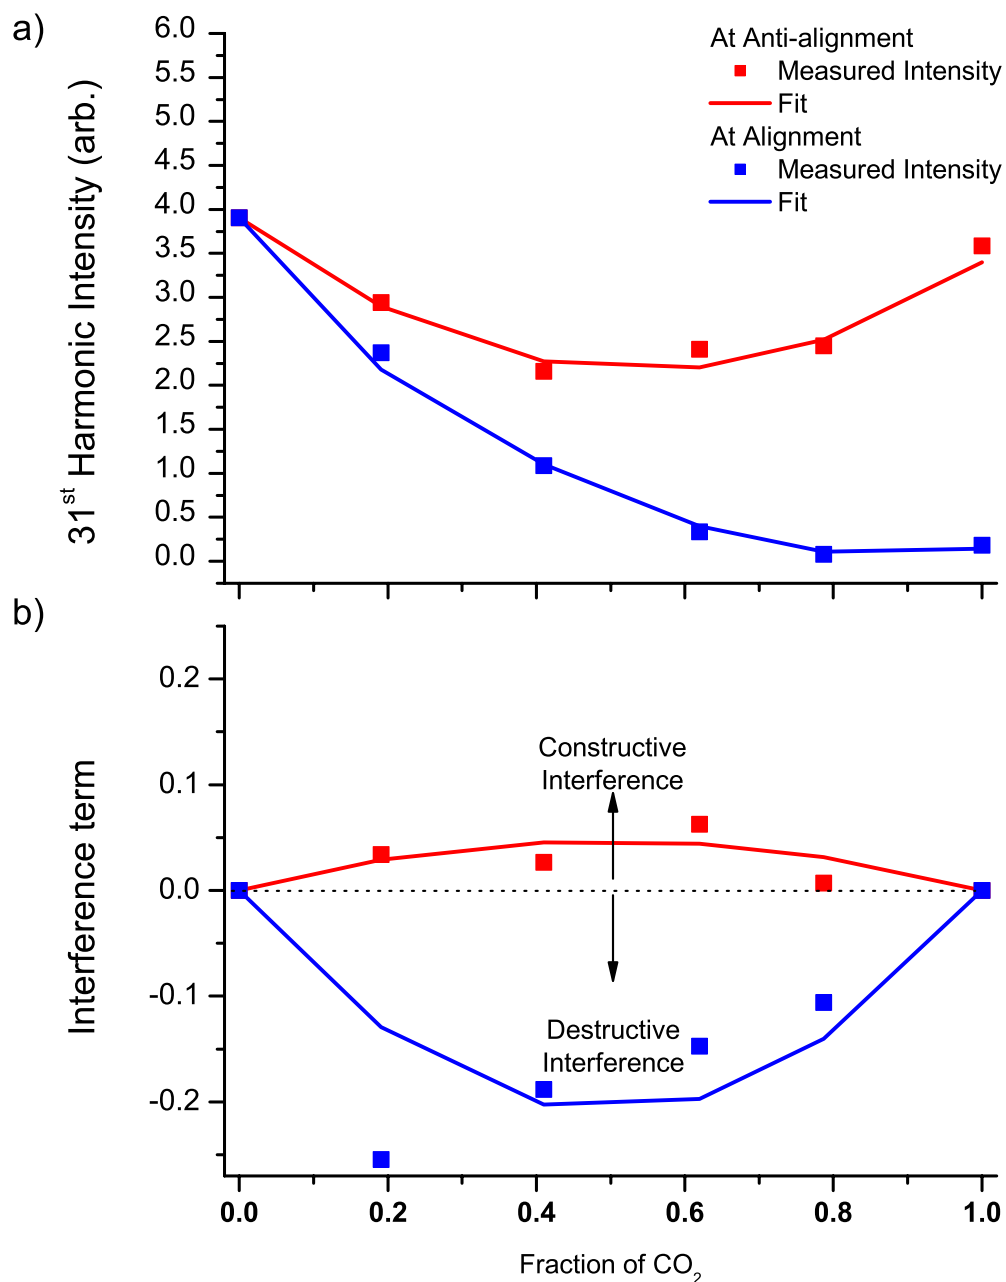 a)
31st Harmonic Intensity (arb.)
6.0
5.5
5.0
4.5
4.0
3.5
3.0
2.5
2.0
1.5
1.0
0.5
0.0
At Anti-alignment
Measured Intensity
Fit
At Alignment
Measured Intensity
Fit
b)
Interference term
0.2
0.1
0.0
-0.1
-0.2
Constructive
Interference
Destructive
Interference
0.0 0.2 0.4 0.6 0.8 1.0
Fraction of CO2